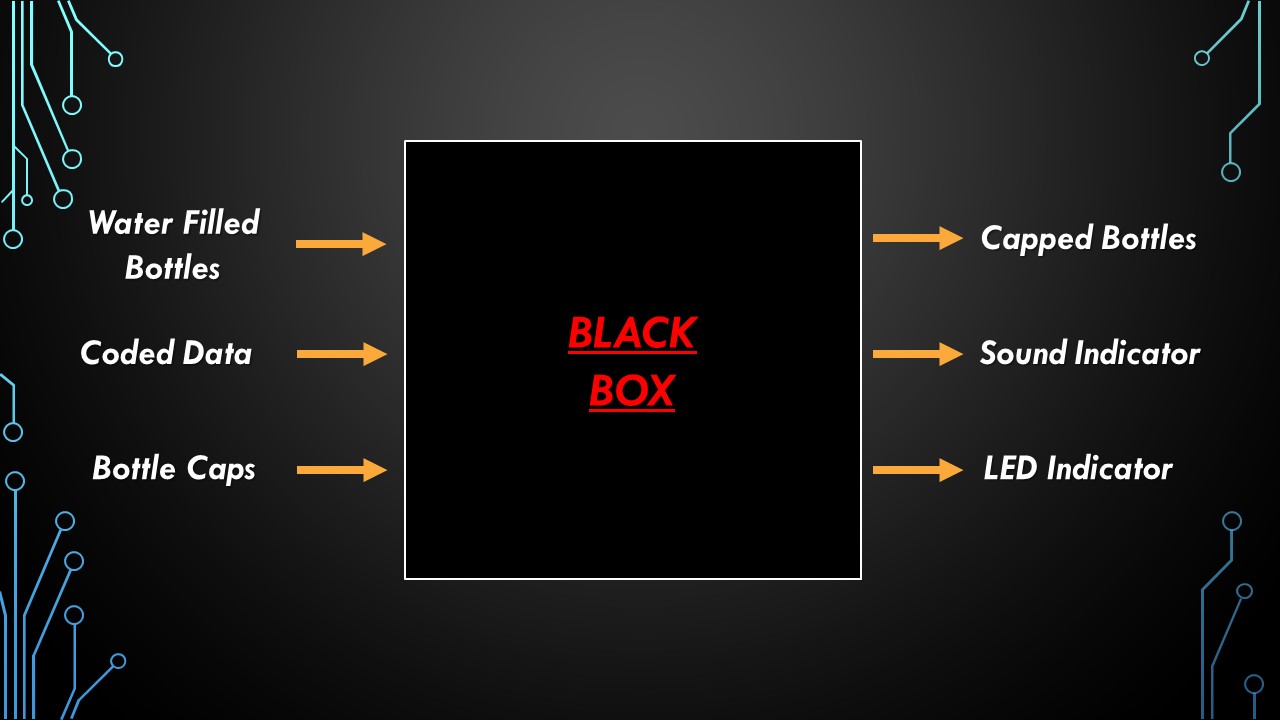 Water Filled
Bottles
Coded Data
Bottle Caps
BLACK
BOX
Capped Bottles
Sound Indicator
LED Indicator